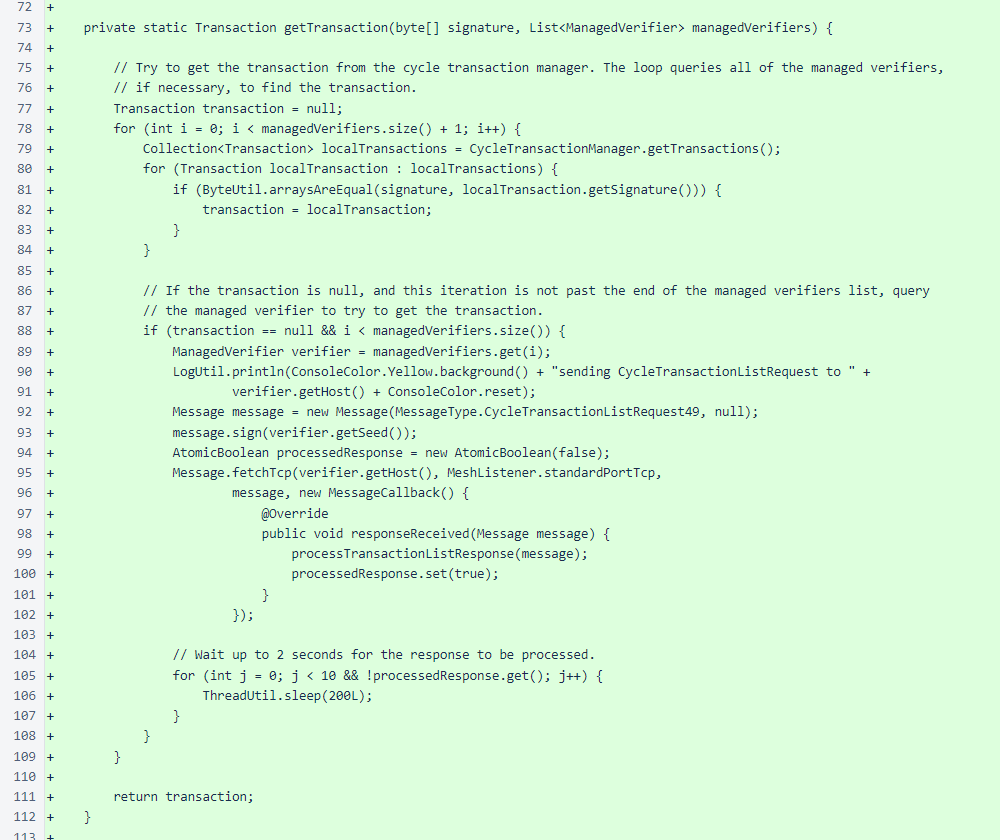 72 +
73 + private static Transaction getTransaction(byte[] signature, List<ManagedVerifier> managedVerifiers) {
74 +
75 + // Try to get the transaction from the cycle transaction manager. The loop queries all of the managed verifiers,
76 + // if necessary, to find the transaction.
77 + Transaction transaction = null;
78 + for (int i = 0; i < managedVerifiers.size() + 1; i++) {
79 + Collection<Transaction> localTransactions = CycleTransactionManager.getTransactions();
80 + for (Transaction localTransaction : localTransactions) {
81 + if (ByteUtil.arraysAreEqual(signature, localTransaction.getSignature())) {
82 + transaction = localTransaction;
83 + }
84 + }
85 +
86 + // If the transaction is null, and this iteration is not past the end of the managed verifiers list, query
87 + // the managed verifier to try to get the transaction.
88 + if (transaction == null && i < managedVerifiers.size()) {
89 + ManagedVerifier verifier = managedVerifiers.get(i);
90 + LogUtil.println(ConsoleColor.Yellow.background() + "sending CycleTransactionListRequest to " +
91 + verifier.getHost() + ConsoleColor.reset);
92 + Message message = new Message(MessageType.CycleTransactionListRequest49, null);
93 + message.sign(verifier.getSeed());
94 + AtomicBoolean processedResponse = new AtomicBoolean(false);
95 + Message.fetchTcp(verifier.getHost(), MeshListener.standardPortTcp,
96 + message, new MessageCallback() {
97 + @Override
98 + public void responseReceived(Message message) {
99 + processTransactionListResponse(message);
100 + processedResponse.set(true);
101 + }
102 + });
103 +
104 + // Wait up to 2 seconds for the response to be processed.
105 + for (int j = 0; j < 10 && !processedResponse.get(); j++) {
106 + ThreadUtil.sleep(200L);
107 + }
108 + }
109 + }
110 +
111 + return transaction;
112 + }
113 +